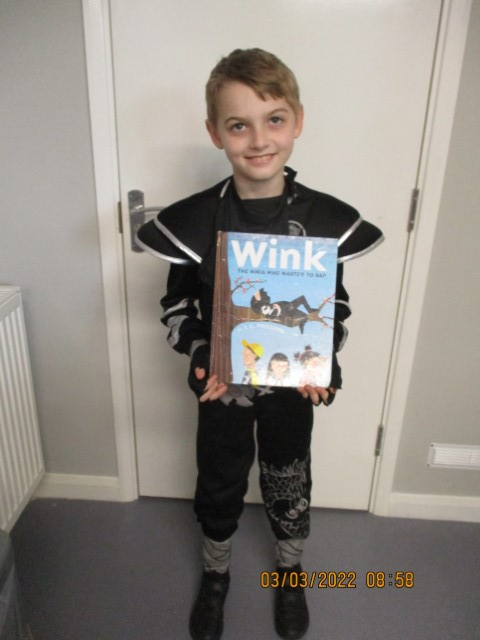 Wink
THE NINJA WHO WANTED TO NAP
03/03/2022 08:58